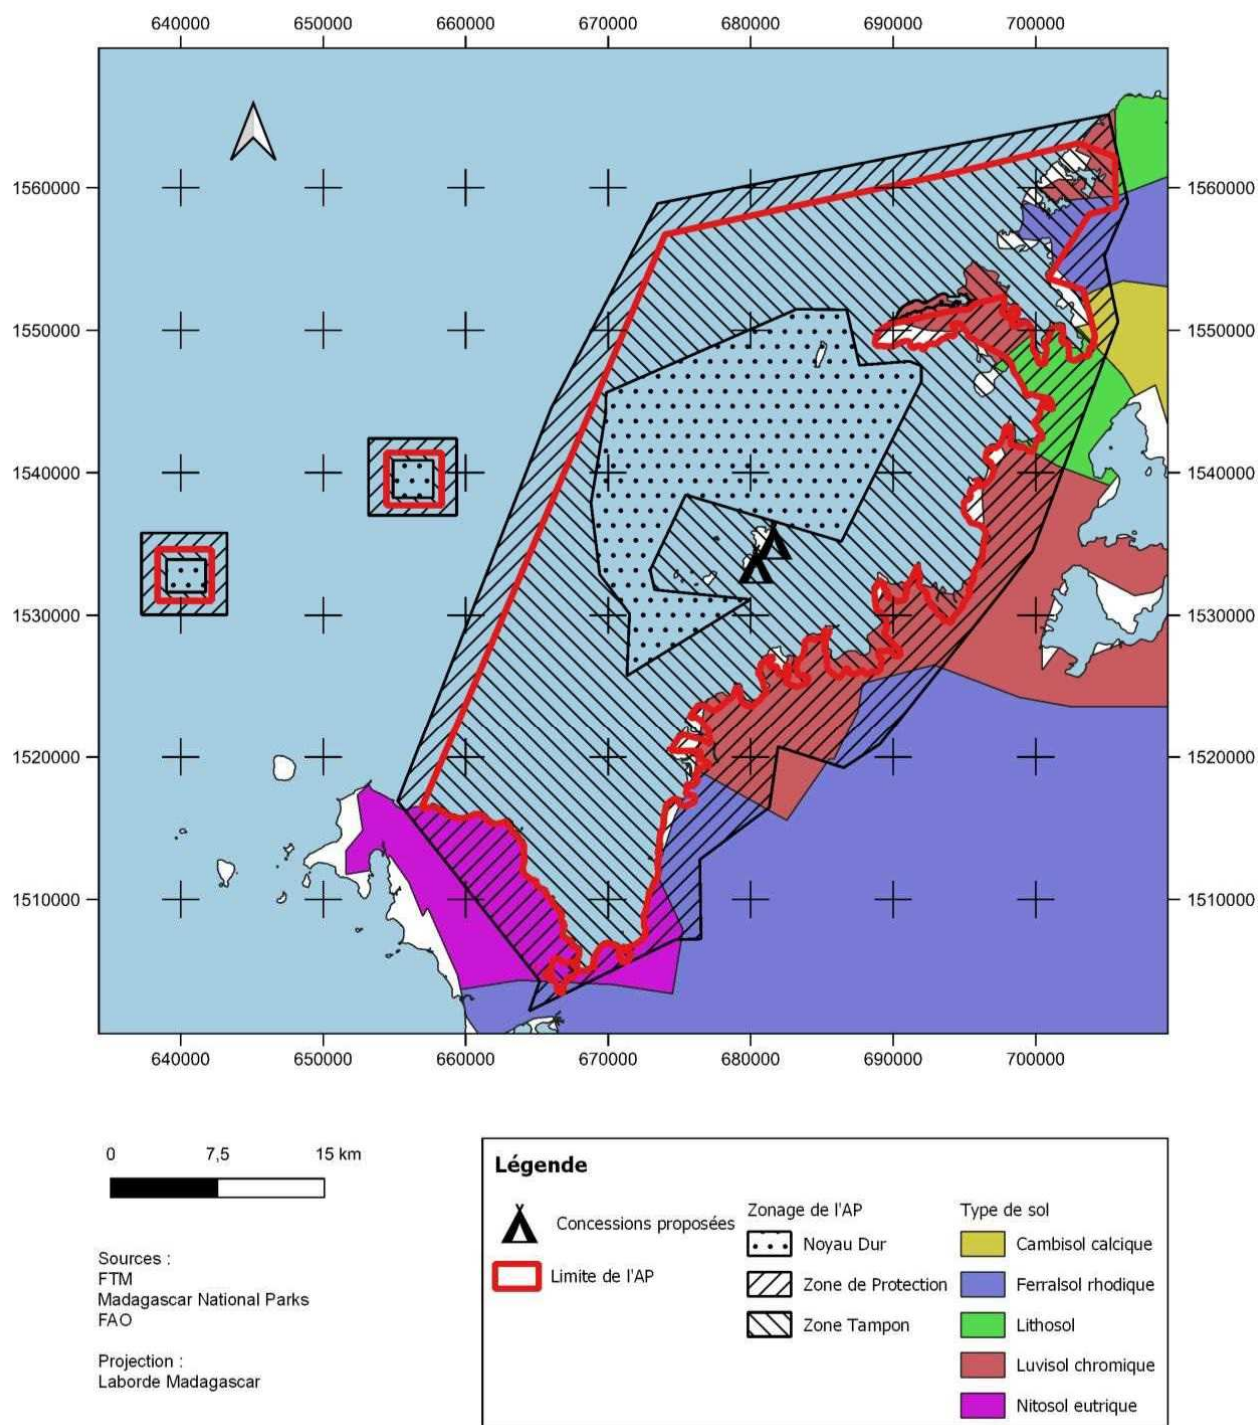 640000 650000 660000 670000 680000 690000 700000
1560000 1560000
1550000 1550000
1540000 1540000
1530000 1530000
1520000 1520000
1510000 1510000
640000 650000 660000 670000 680000 690000 700000
0 7,5 15 km
Sources :
FTM
Madagascar National Parks
FAO
Projection :
Laborde Madagascar
Légende
Concessions proposées
Limite de l'AP
Zonage de l'AP
Noyau Dur
Zone de Protection
Zone Tampon
Type de sol
Cambisol calcique
Ferralsol rhodique
Lithosol
Luvisol chromique
Nitosol eutrique